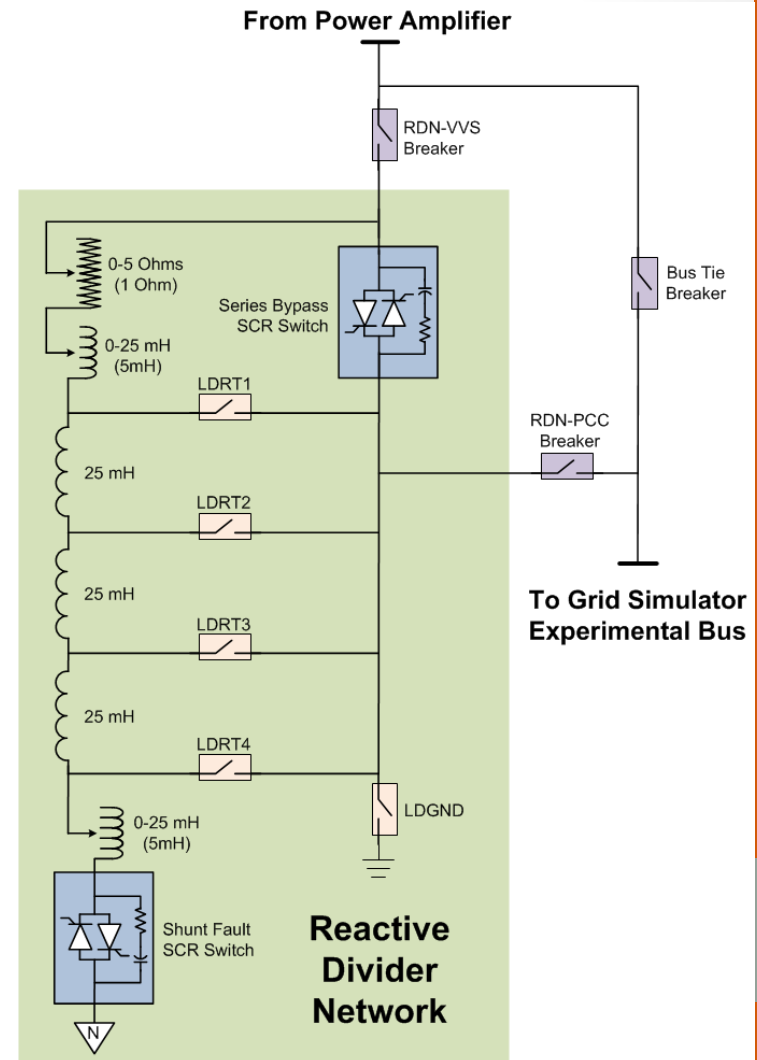 From Power Amplifier
RDN-VVS
Breaker
0-5 Ohms
(1 Ohm)
Series Bypass
SCR Switch
Bus Tie
Breaker
0-25 mH
(5mH)
LDRT1
RDN-PCC
Breaker
25 mH
LDRT2
25 mH
To Grid Simulator
Experimental Bus
LDRT3
25 mH
LDRT4
LDGND
0-25 mH
(5mH)
Shunt Fault
SCR Switch
Reactive
Divider
Network
N